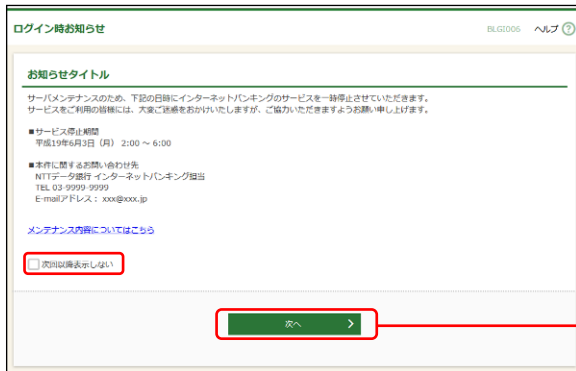 ログイン時お知らせ
BLGI006 ヘルプ ?
お知らせタイトル
サーバメンテナンスのため、下記の日時にインターネットバンキングのサービスを一時停止させていただきます。
サービスをご利用の皆様には、大変ご迷惑をおかけいたしますが、ご協力いただきますようお願い申し上げます。
■サービス停止期間
平成19年6月3日（月） 2:00 ～ 6:00
■本件に関するお問い合わせ先
NTTデータ銀行 インターネットバンキング担当
TEL 03-9999-9999
E-mailアドレス： xxx@xxx.jp
メンテナンス内容についてはこちら
次回以降表示しない
次へ